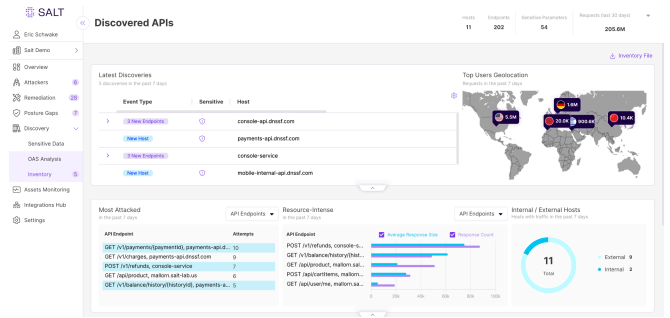 SALT
Eric Schwake
Salt Demo
Overview
Attackers 6
Remediation 28
Posture Gaps 7
Discovery
Sensitive Data
OAS Analysis
Inventory 5
Assets Monitoring
Integrations Hub
Settings
Discovered APIs
Hosts 11
Endpoints 202
Sensitive Parameters 54
Requests (last 30 days) 205.6M
Inventory File
Latest Discoveries
3 discoveries in the past 7 days
Event Type Sensitive Host
3 New Endpoints console-api.dnssf.com
New Host payments-api.dnssf.com
3 New Endpoints console-service
New Host mobile-internal-api.dnssf.com
Top Users Geolocation
Requests in the past 7 days
5.5M
1.6M
20.0K
900.6K
10.4K
Most Attacked
in the past 7 days
API Endpoints
API Endpoint Attempts
GET /v1/payments/{paymentId}, payments-api.d... 10
GET /v1/charges, payments-api.dnssf.com 9
POST /v1/refunds, console-service 7
GET /api/product, mallorn.salt-lab.us 6
GET /v1/balance/history/{historyId}, payments-a... 5
Resource-Intense
in the past 7 days
API Endpoints
API Endpoint Average Response Size Response Count
POST /v1/refunds, console-s...
GET /v1/balance/history/{hist...
GET /api/product, mallorn.sal...
POST /api/cartitems, mallorn...
GET /api/user/me, mallorn.sa...
0 20k 40k 60k 80k 100k
Internal / External Hosts
Hosts with traffic in the past 7 days
11
Total
External 9
Internal 2